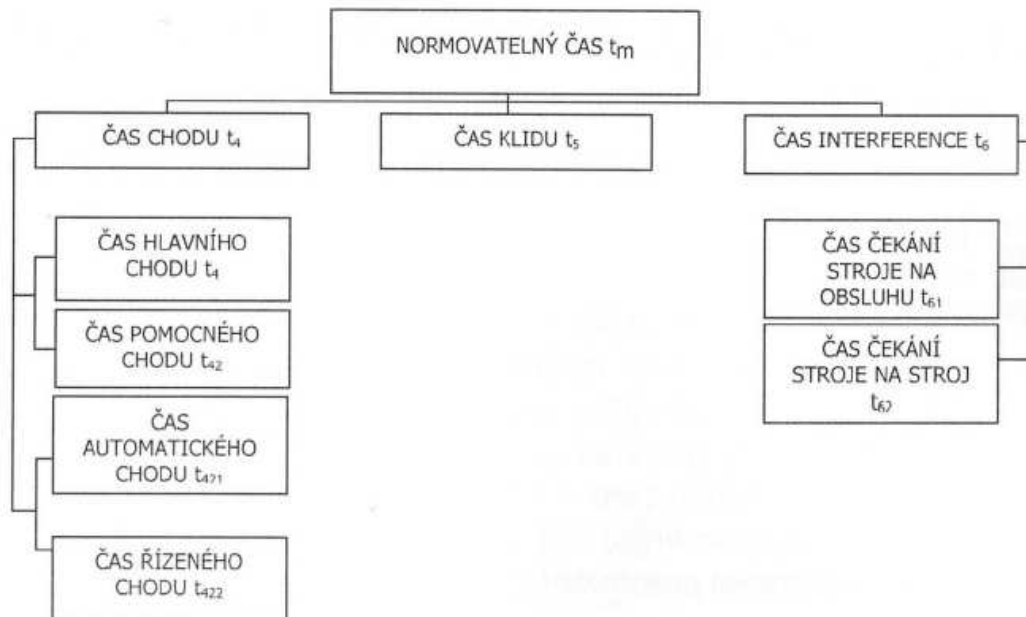 NORMOVATELNÝ ČAS tm
ČAS CHODU t4
ČAS KLIDU t5
ČAS INTERFERENCE t6
ČAS HLAVNÍHO
CHODU t4
ČAS POMOCNÉHO
CHODU t42
ČAS
AUTOMATICKÉHO
CHODU t421
ČAS ŘÍZENÉHO
CHODU t422
ČAS ČEKÁNÍ
STROJE NA
OBSLUHU t61
ČAS ČEKÁNÍ
STROJE NA STROJ
t62